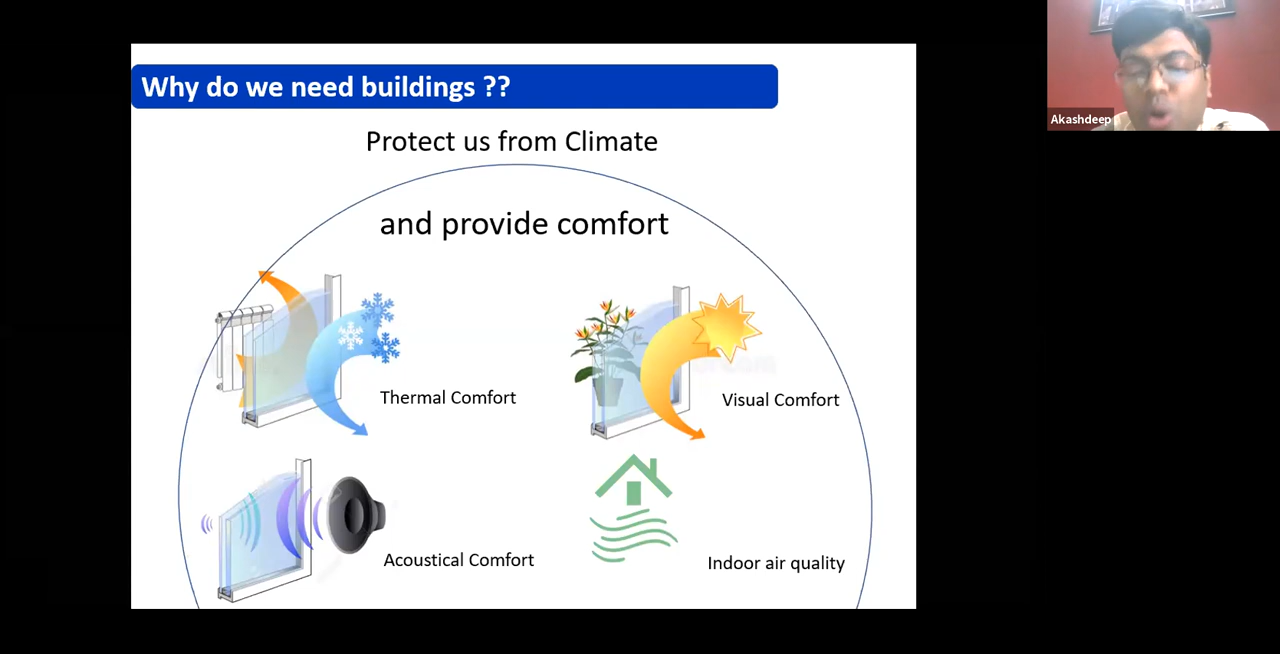 Why do we need buildings ??
Akashdeep
Protect us from Climate
and provide comfort
Thermal Comfort
Visual Comfort
Acoustical Comfort
Indoor air quality